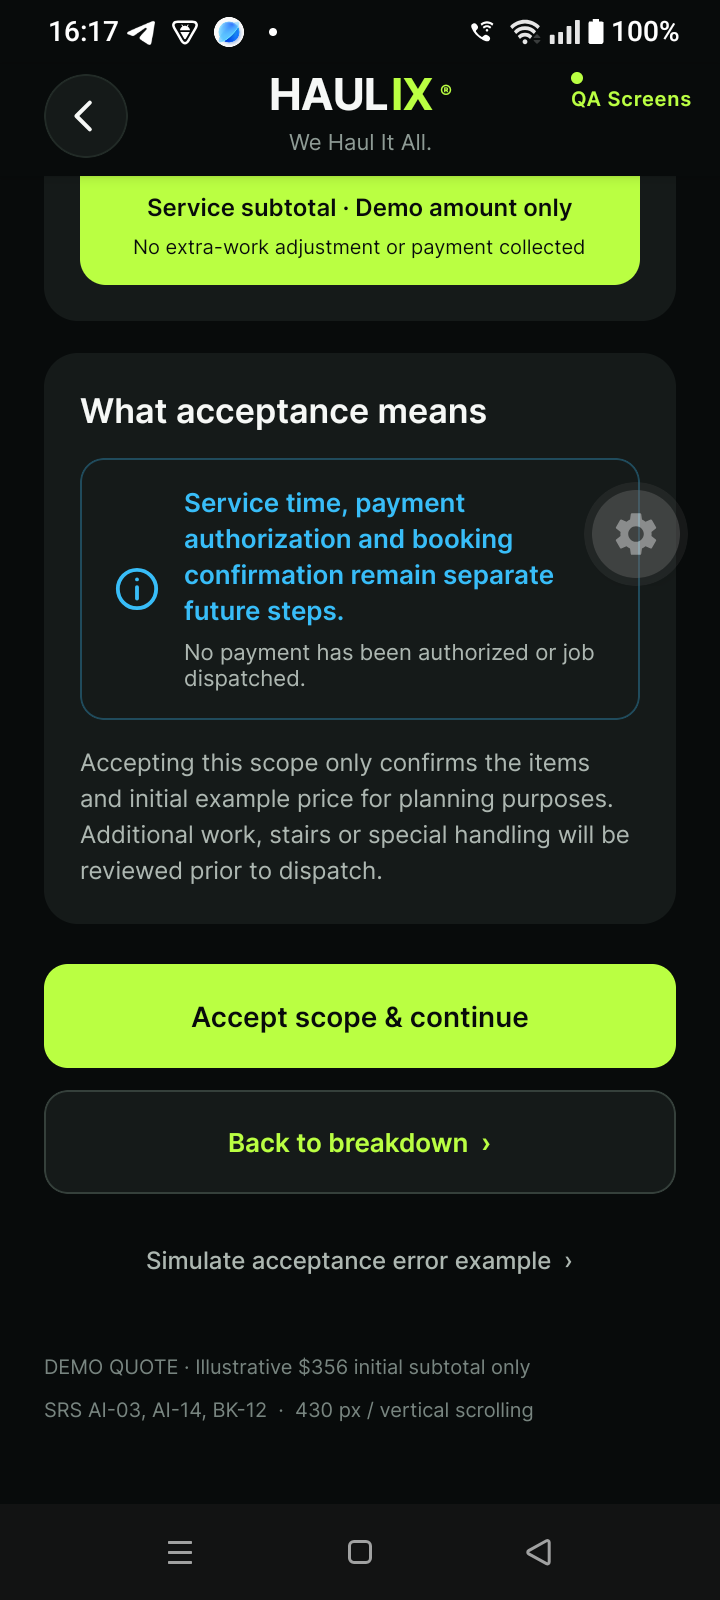 16:17
100%
HAULIX ®
We Haul It All.
QA Screens
Service subtotal · Demo amount only
No extra-work adjustment or payment collected
What acceptance means
Service time, payment
authorization and booking
confirmation remain separate
future steps.
No payment has been authorized or job
dispatched.
Accepting this scope only confirms the items
and initial example price for planning purposes.
Additional work, stairs or special handling will be
reviewed prior to dispatch.
Accept scope & continue
Back to breakdown ›
Simulate acceptance error example ›
DEMO QUOTE · Illustrative $356 initial subtotal only
SRS AI-03, AI-14, BK-12 · 430 px / vertical scrolling